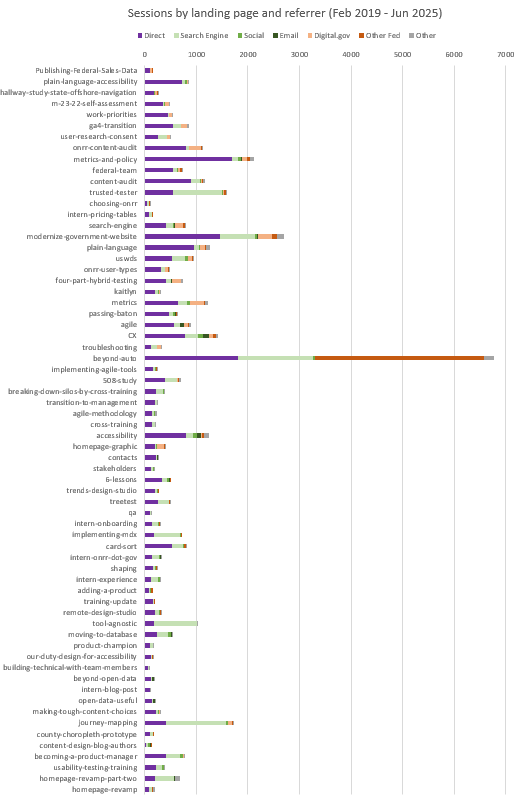 Sessions by landing page and referrer (Feb 2019 - Jun 2025)
Direct Search Engine Social Email Digital.gov Other Fed Other
0 1000 2000 3000 4000 5000 6000 7000
Publishing-Federal-Sales-Data
plain-language-accessibility
hallway-study-state-offshore-navigation
m-23-22-self-assessment
work-priorities
ga4-transition
user-research-consent
onrr-content-audit
metrics-and-policy
federal-team
content-audit
trusted-tester
choosing-onrr
intern-pricing-tables
search-engine
modernize-government-website
plain-language
uswds
onrr-user-types
four-part-hybrid-testing
kaitlyn
metrics
passing-baton
agile
CX
troubleshooting
beyond-auto
implementing-agile-tools
508-study
breaking-down-silos-by-cross-training
transition-to-management
agile-methodology
cross-training
accessibility
homepage-graphic
contacts
stakeholders
6-lessons
trends-design-studio
treetest
qa
intern-onboarding
implementing-mdx
card-sort
intern-onrr-dot-gov
shaping
intern-experience
adding-a-product
training-update
remote-design-studio
tool-agnostic
moving-to-database
product-champion
our-duty-design-for-accessibility
building-technical-with-team-members
beyond-open-data
intern-blog-post
open-data-useful
making-tough-content-choices
journey-mapping
county-choropleth-prototype
content-design-blog-authors
becoming-a-product-manager
usability-testing-training
homepage-revamp-part-two
homepage-revamp